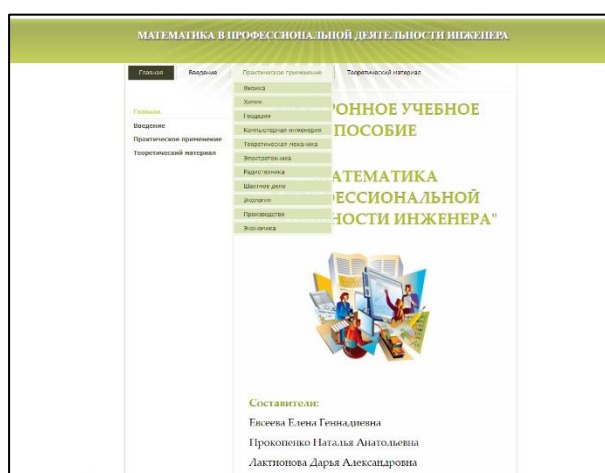 МАТЕМАТИКА В ПРОФЕССИОНАЛЬНОЙ ДЕЯТЕЛЬНОСТИ ИНЖЕНЕРА
Главная Введение Практическое применение Теоретический материал
Физика
Химия
Геодезия
Компьютерная инженерия
Теоретическая механика
Электротехника
Радиотехника
Шахтное дело
Экология
Производство
Экономика
Главная
Введение
Практическое применение
Теоретический материал
ОННОЕ УЧЕБНОЕ
ПОСОБИЕ
АТЕМАТИКА
ЕССИОНАЛЬНОЙ
НОСТИ ИНЖЕНЕРА"
Составители:
Евсеева Елена Геннадиевна
Прокопенко Наталья Анатольевна
Лактионова Дарья Александровна